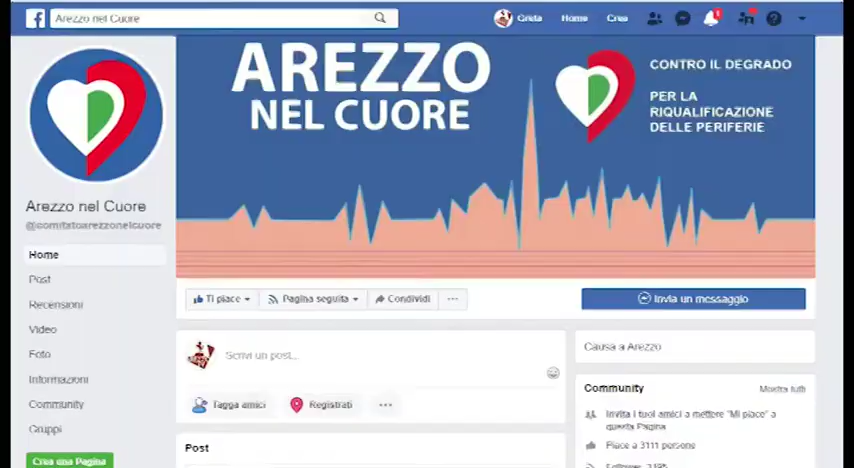 Arezzo nel Cuore
Greta
Home
Crea
AREZZO
NEL CUORE
CONTRO IL DEGRADO
PER LA
RIQUALIFICAZIONE
DELLE PERIFERIE
Arezzo nel Cuore
@comitatoarezzonelcuore
Home
Post
Recensioni
Video
Foto
Informazioni
Community
Gruppi
Crea una Pagina
Ti piace
Pagina seguita
Condividi
Invia un messaggio
Scrivi un post...
Tagga amici
Registrati
Post
Causa a Arezzo
Community
Mostra tutti
Invita i tuoi amici a mettere "Mi piace" a
questa Pagina
Piace a 3111 persone